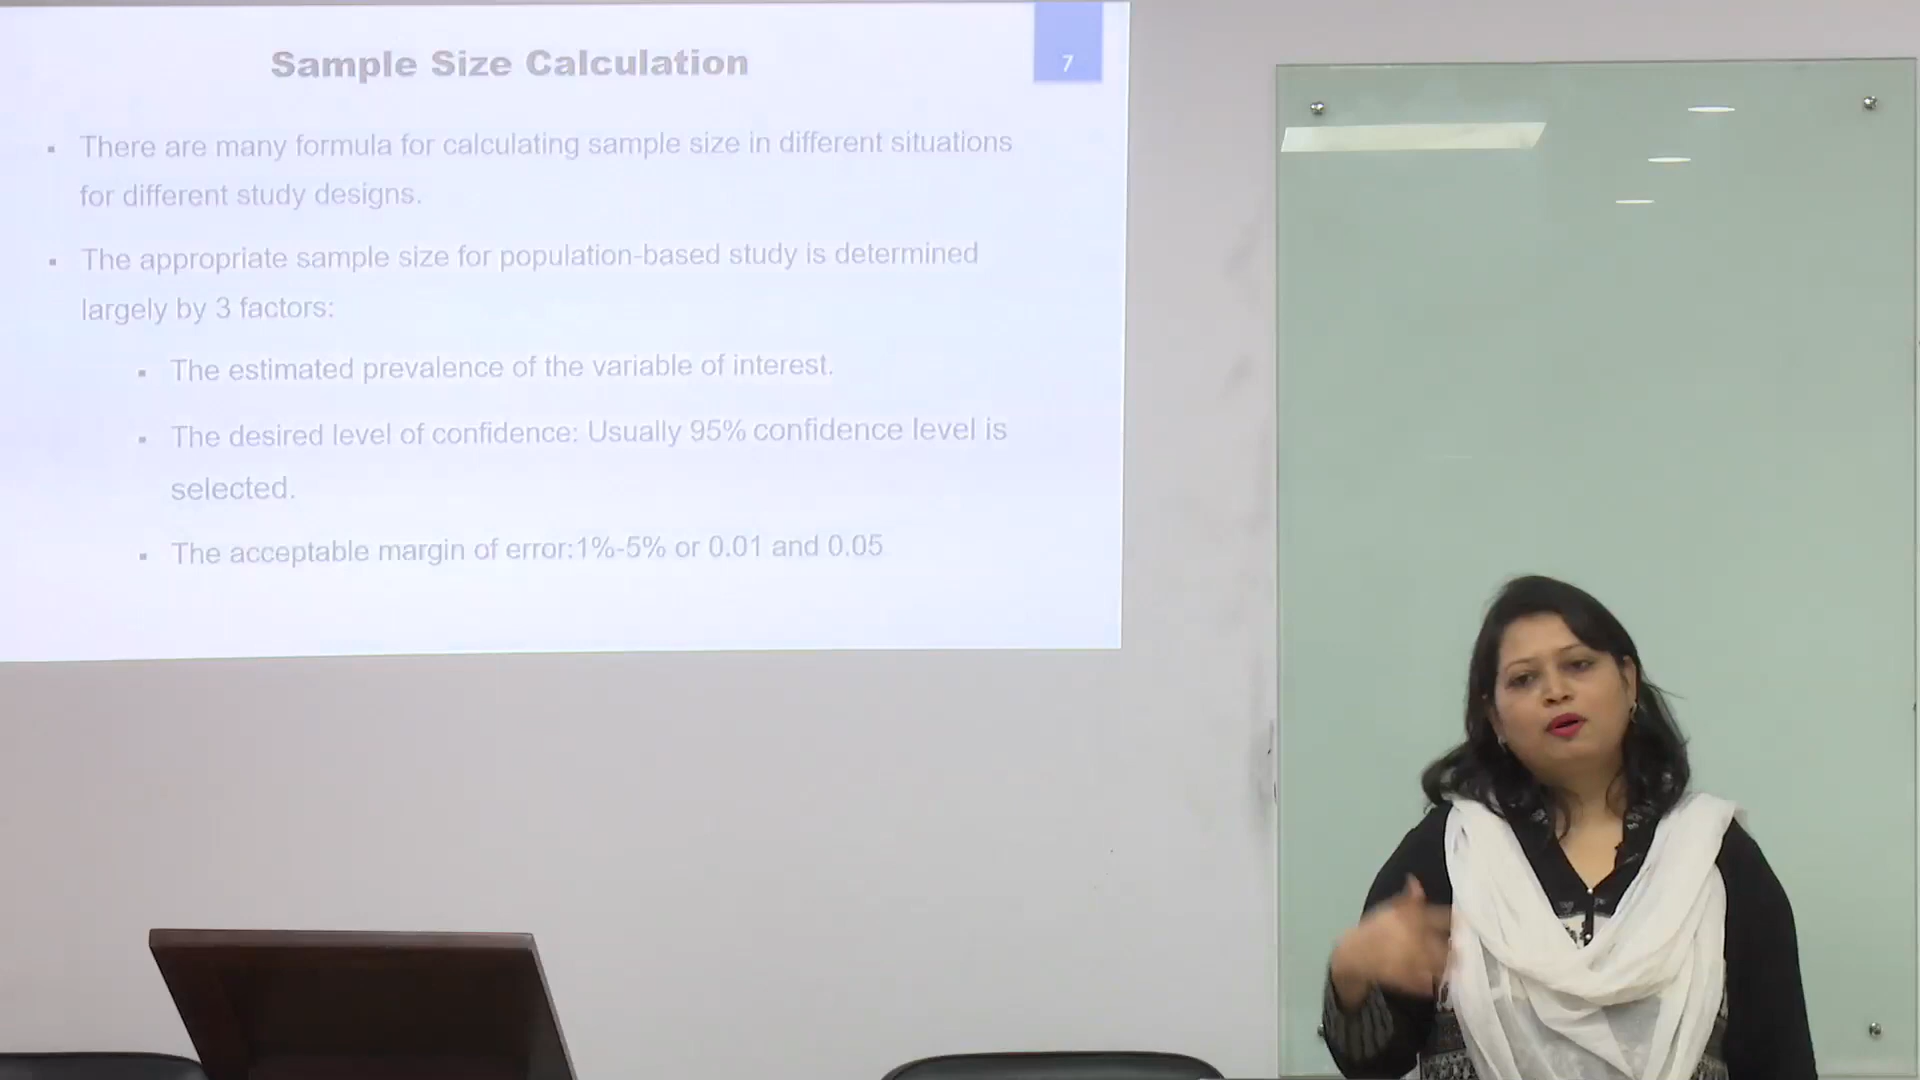 Sample Size Calculation
7
▪ There are many formula for calculating sample size in different situations
for different study designs.
▪ The appropriate sample size for population-based study is determined
largely by 3 factors:
▪ The estimated prevalence of the variable of interest.
▪ The desired level of confidence: Usually 95% confidence level is
selected.
▪ The acceptable margin of error:1%-5% or 0.01 and 0.05